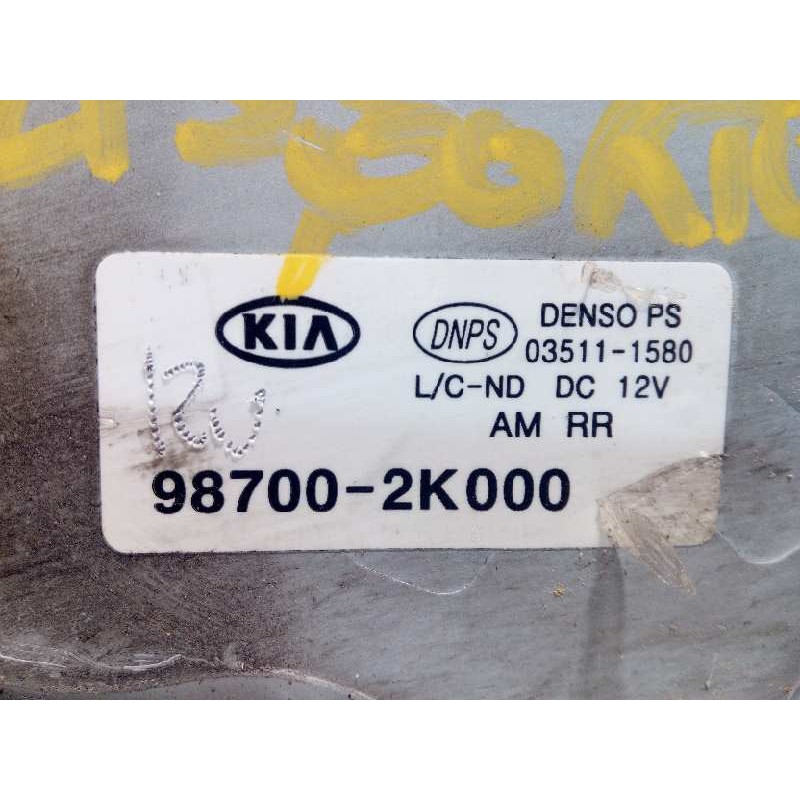 KIA DNPS DENSO PS
03511-1580
L/C-ND DC 12V
AM RR
98700-2K000